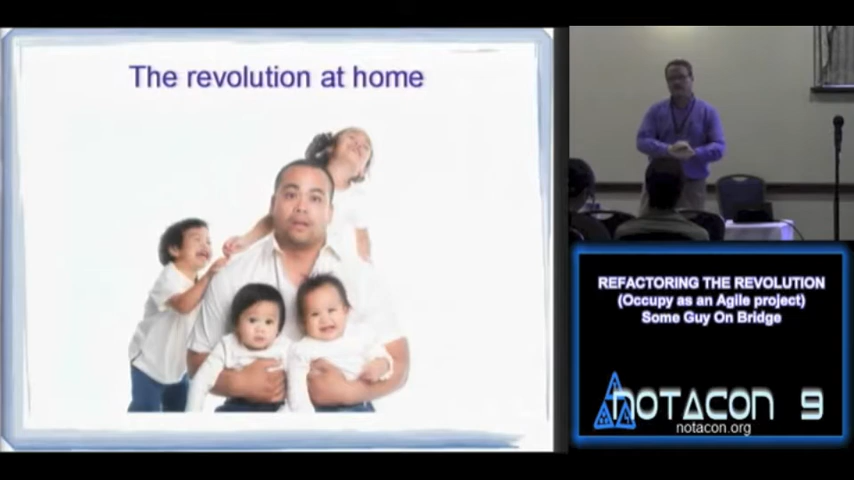 The revolution at home
REFACTORING THE REVOLUTION
(Occupy as an Agile project)
Some Guy On Bridge
NOTACON 9
notacon.org